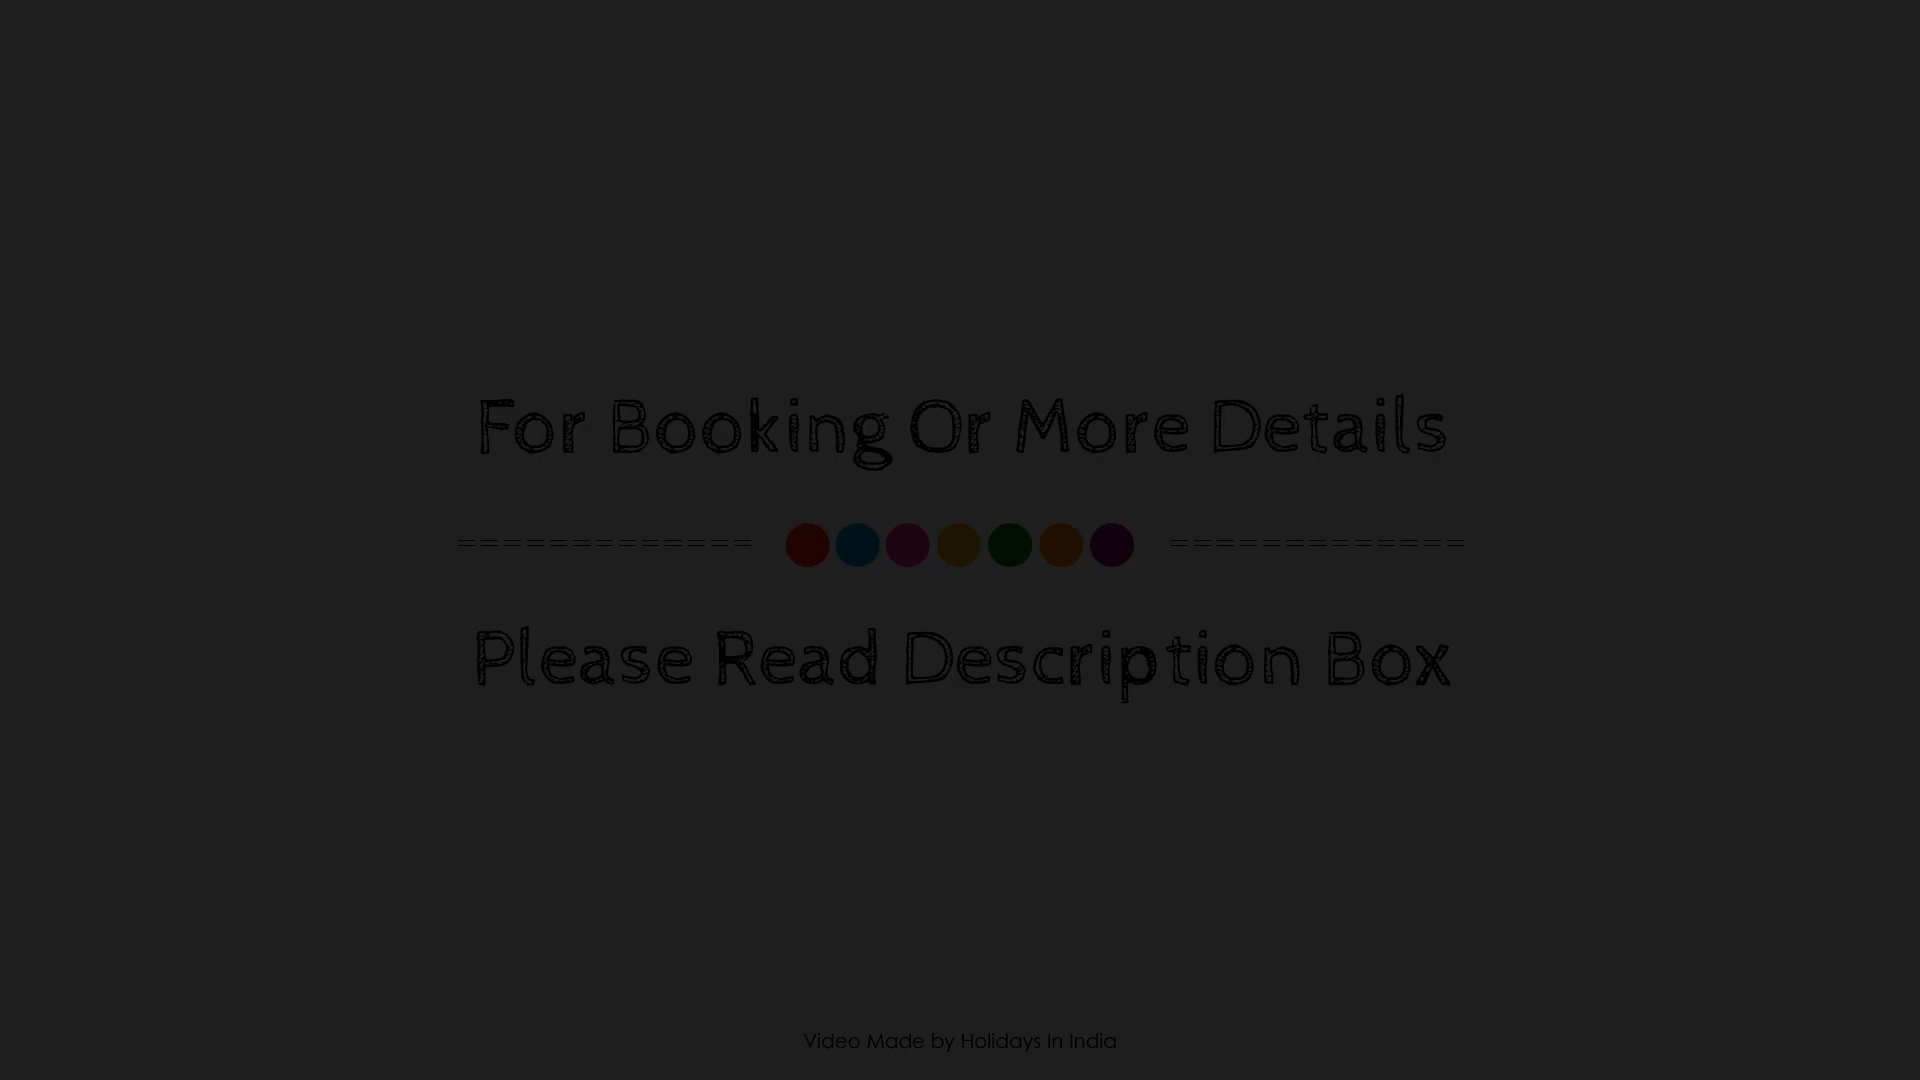 For Booking Or More Details
============= =============
Please Read Description Box
Video Made by Holidays In India